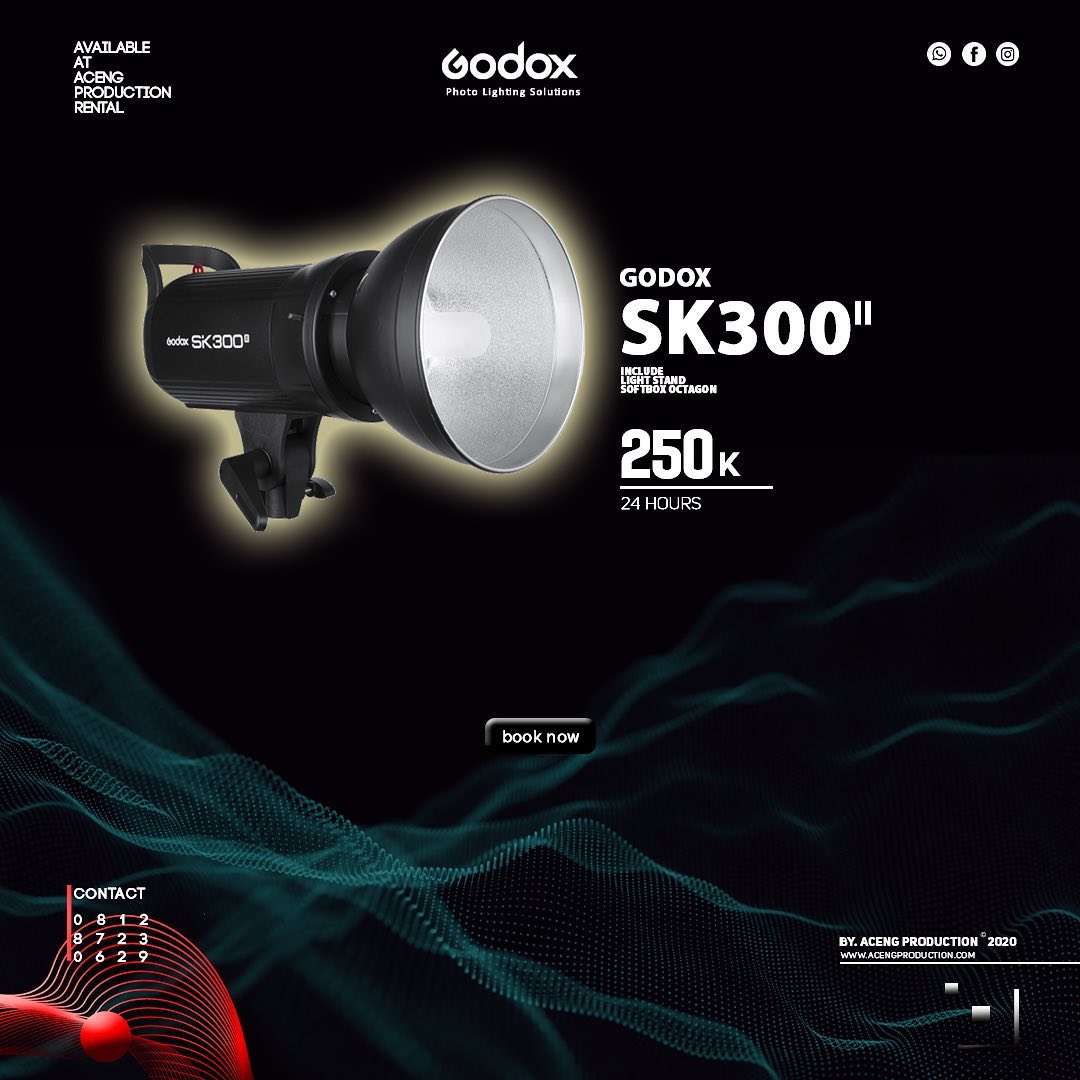 AVAILABLE
AT
ACENG
PRODUCTION
RENTAL
Godox
Photo Lighting Solutions
Godox SK300II
GODOX
SK300II
INCLUDE
LIGHT STAND
SOFTBOX OCTAGON
250K
24 HOURS
book now
CONTACT
0 8 1 2
8 7 2 3
0 6 2 9
BY. ACENG PRODUCTION © 2020
WWW.ACENGPRODUCTION.COM